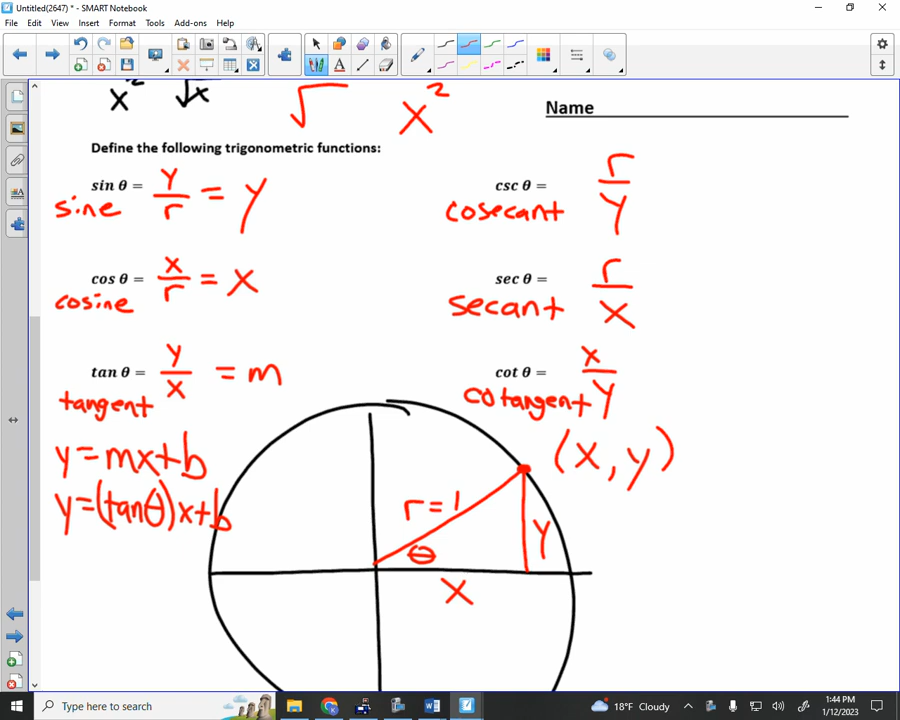 Untitled(2647) * - SMART Notebook
File Edit View Insert Format Tools Add-ons Help
x² √x √ x²
Name
Define the following trigonometric functions:
sin θ = y/r = y
sine
csc θ = r/y
cosecant
cos θ = x/r = x
cosine
sec θ = r/x
secant
tan θ = y/x = m
tangent
cot θ = x/y
cotangent
y=mx+b
y=(tanθ)x+b
(x,y)
r=1
θ
y
x
Type here to search
18°F Cloudy
1:44 PM
1/12/2023